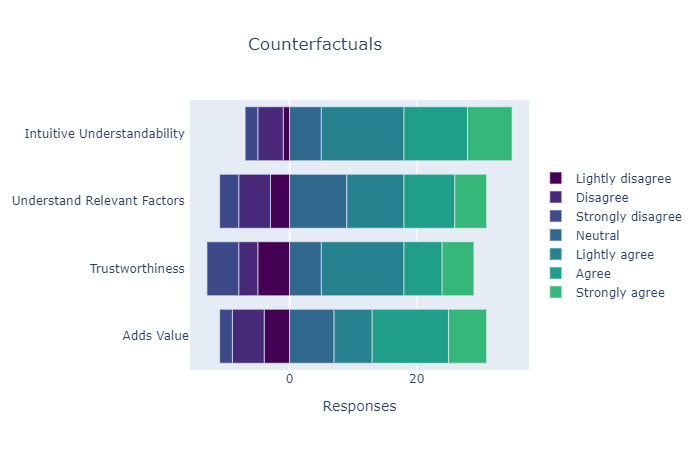 Counterfactuals
Intuitive Understandability
Understand Relevant Factors
Trustworthiness
Adds Value
0
20
Responses
Lightly disagree
Disagree
Strongly disagree
Neutral
Lightly agree
Agree
Strongly agree